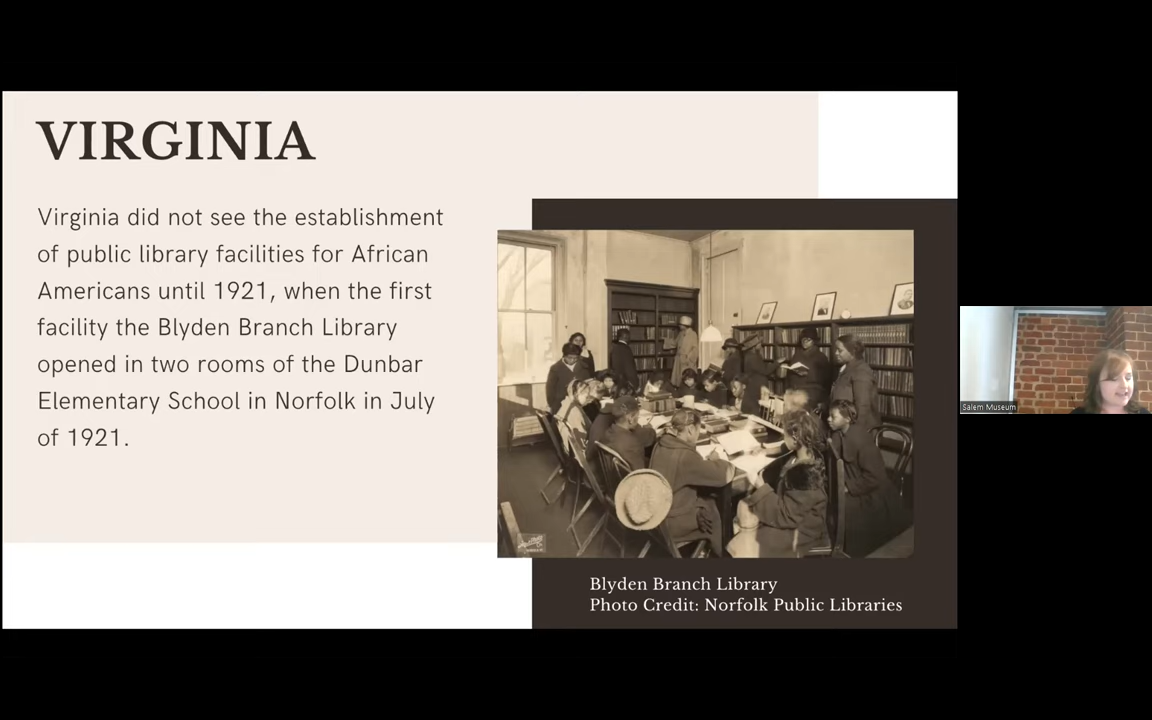 VIRGINIA
Virginia did not see the establishment
of public library facilities for African
Americans until 1921, when the first
facility the Blyden Branch Library
opened in two rooms of the Dunbar
Elementary School in Norfolk in July
of 1921.
Blyden Branch Library
Photo Credit: Norfolk Public Libraries
Salem Museum